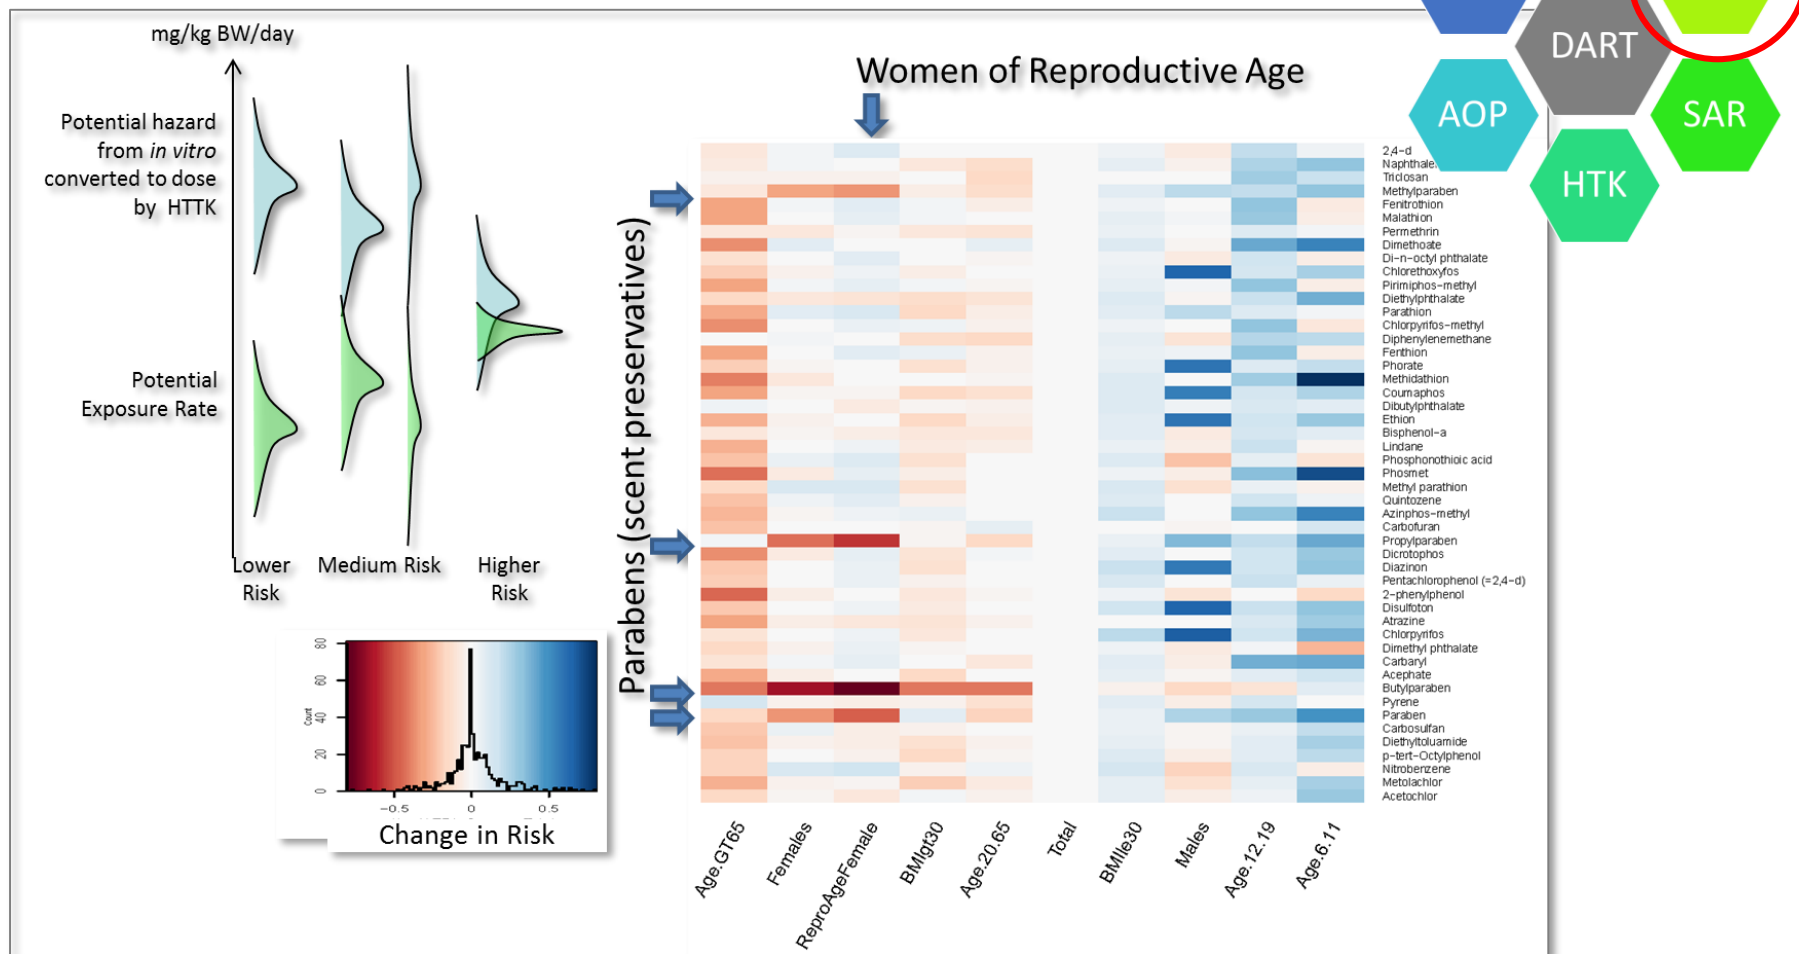 mg/kg BW/day
Potential hazard
from in vitro
converted to dose
by HTTK
Potential
Exposure Rate
Lower
Risk
Medium Risk
Higher
Risk
Count
0
20
40
60
80
−0.5
0
0.5
Change in Risk
Women of Reproductive Age
Parabens (scent preservatives)
2,4−d
Naphthale
Triclosan
Methylparaben
Fenitrothion
Malathion
Permethrin
Dimethoate
Di−n−octyl phthalate
Chlorethoxyfos
Pirimiphos−methyl
Diethylphthalate
Parathion
Chlorpyrifos−methyl
Diphenylenemethane
Fenthion
Phorate
Methidathion
Coumaphos
Dibutylphthalate
Ethion
Bisphenol−a
Lindane
Phosphonothioic acid
Phosmet
Methyl parathion
Quintozene
Azinphos−methyl
Carbofuran
Propylparaben
Dicrotophos
Diazinon
Pentachlorophenol (=2,4−d)
2−phenylphenol
Disulfoton
Atrazine
Chlorpyrifos
Dimethyl phthalate
Carbaryl
Acephate
Butylparaben
Pyrene
Paraben
Carbosulfan
Diethyltoluamide
p−tert−Octylphenol
Nitrobenzene
Metolachlor
Acetochlor
Age.GT65
Females
ReproAgeFemale
BMIgt30
Age.20.65
Total
BMIle30
Males
Age.12.19
Age.6.11
DART
AOP
SAR
HTK